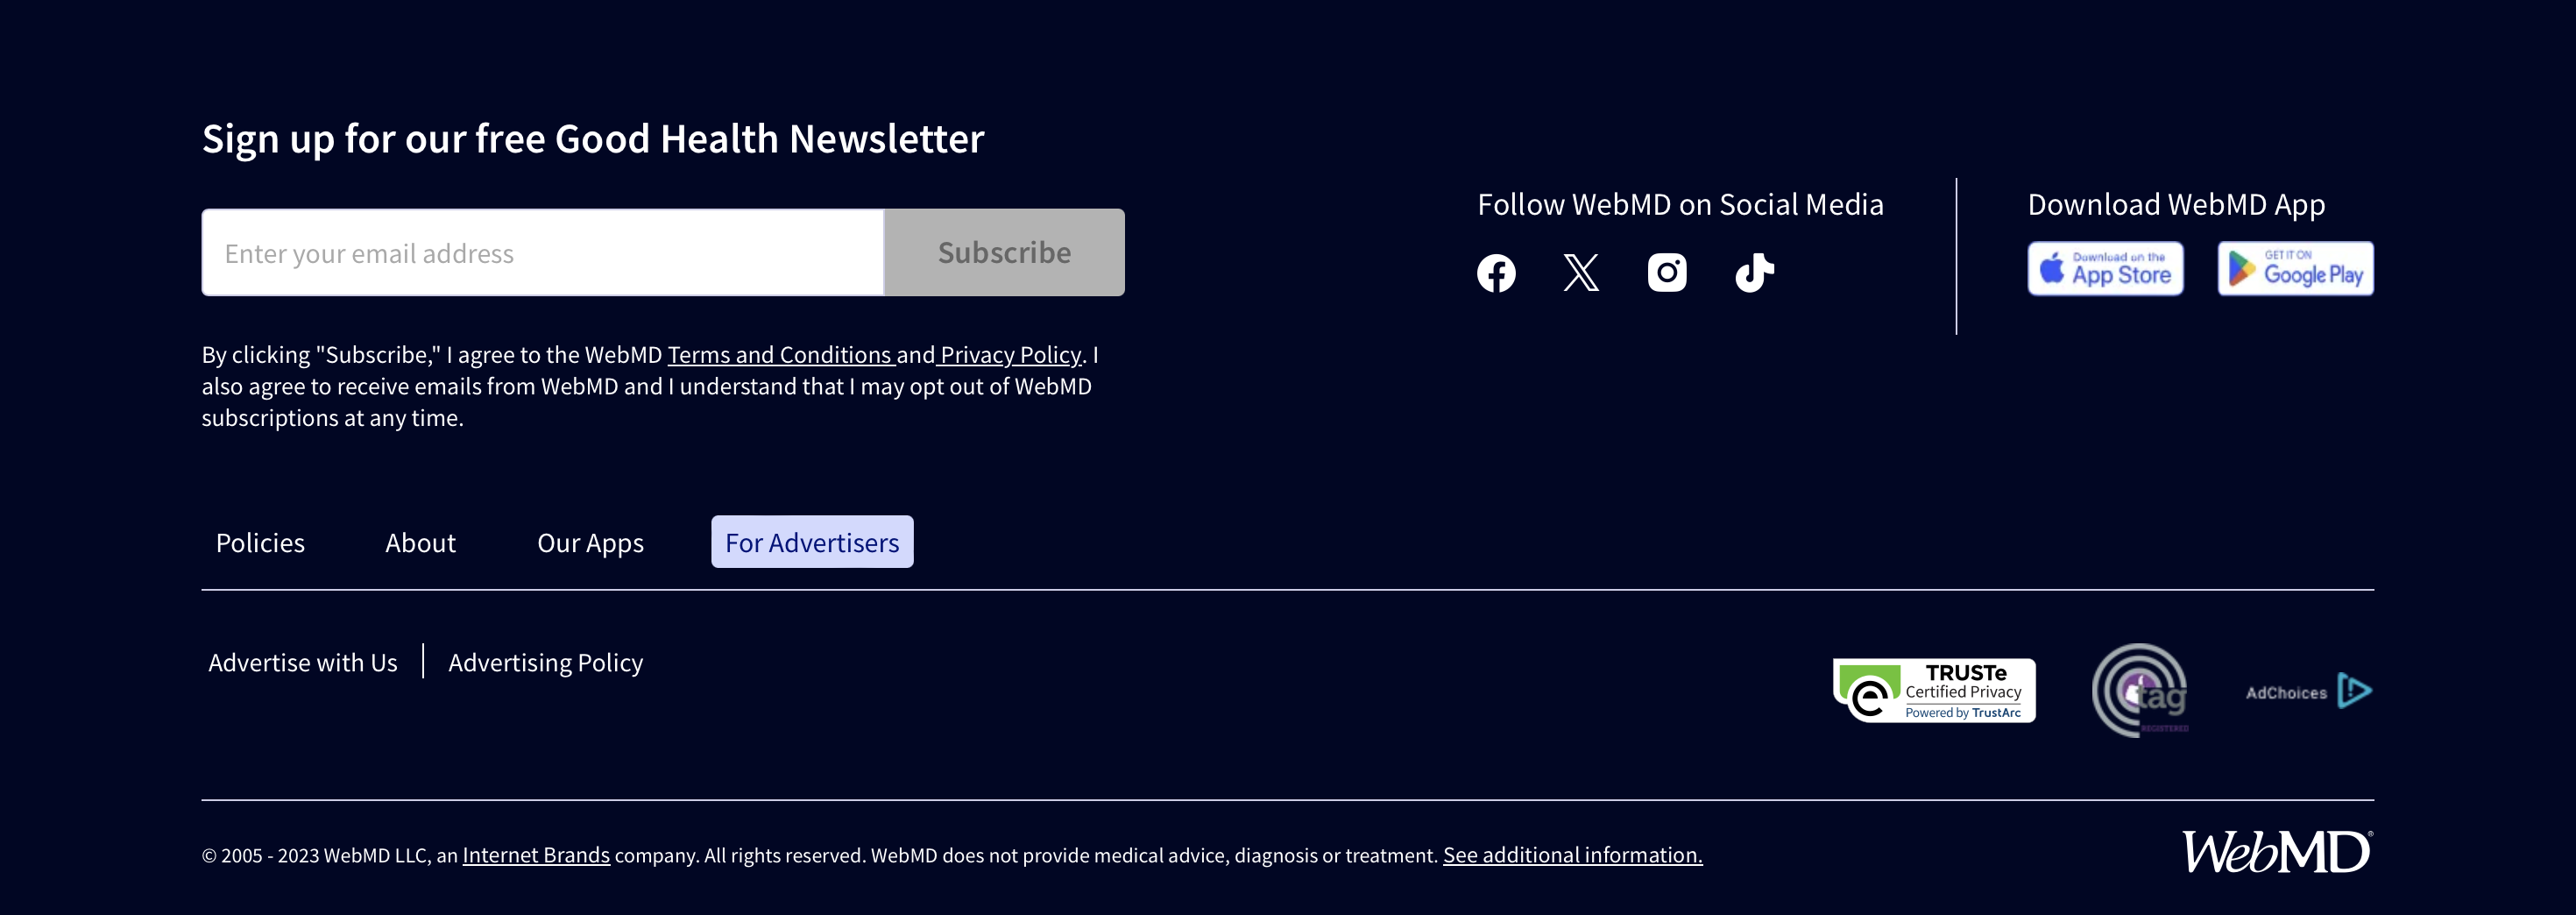 Sign up for our free Good Health Newsletter
Enter your email address
Subscribe
By clicking "Subscribe," I agree to the WebMD Terms and Conditions and Privacy Policy. I
also agree to receive emails from WebMD and I understand that I may opt out of WebMD
subscriptions at any time.
Follow WebMD on Social Media
Download WebMD App
Download on the
App Store
GET IT ON
Google Play
Policies
About
Our Apps
For Advertisers
Advertise with Us
Advertising Policy
TRUSTe
Certified Privacy
Powered by TrustArc
tag
REGISTERED
AdChoices
© 2005 - 2023 WebMD LLC, an Internet Brands company. All rights reserved. WebMD does not provide medical advice, diagnosis or treatment. See additional information.
WebMD®